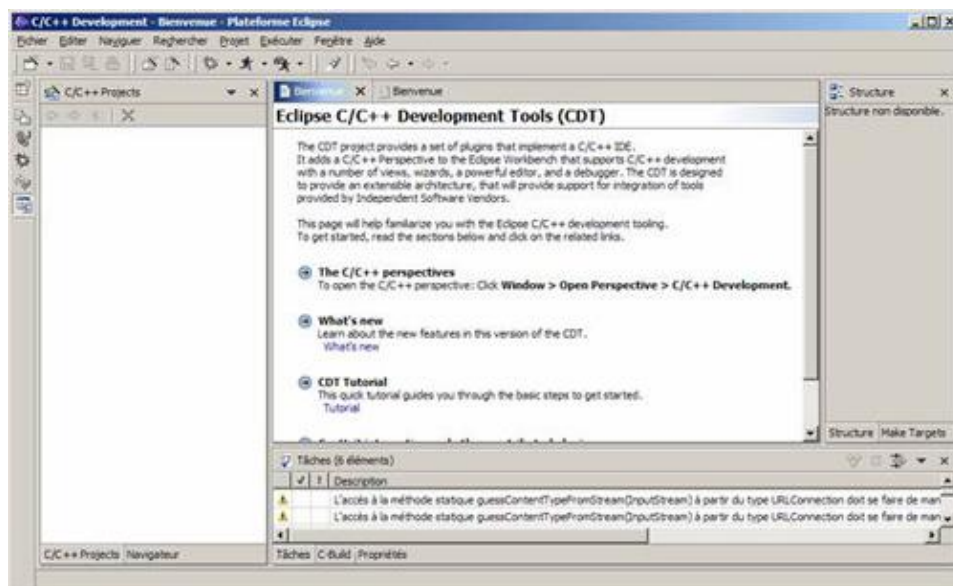 C/C++ Development - Bienvenue - Plateforme Eclipse
Fichier Editer Naviguer Rechercher Projet Exécuter Fenêtre Aide
C/C++ Projects
Bienvenue
Bienvenue
Structure
Structure non disponible.
Eclipse C/C++ Development Tools (CDT)
The CDT project provides a set of plugins that implement a C/C++ IDE.
It adds a C/C++ Perspective to the Eclipse Workbench that supports C/C++ development
with a number of views, wizards, a powerful editor, and a debugger. The CDT is designed
to provide an extensible architecture, that will provide support for integration of tools
provided by Independent Software Vendors.
This page will help familiarize you with the Eclipse C/C++ development tooling.
To get started, read the sections below and click on the related links.
The C/C++ perspectives
To open the C/C++ perspective: Click Window > Open Perspective > C/C++ Development.
What's new
Learn about the new features in this version of the CDT.
What's new
CDT Tutorial
This quick tutorial guides you through the basic steps to get started.
Tutorial
Structure Make Targets
Tâches (6 éléments)
! Description
L'accès à la méthode statique guessContentTypeFromStream(InputStream) à partir du type URLConnection doit se faire de man
L'accès à la méthode statique guessContentTypeFromStream(InputStream) à partir du type URLConnection doit se faire de man
C/C++ Projects Navigateur
Tâches C-Build Propriétés